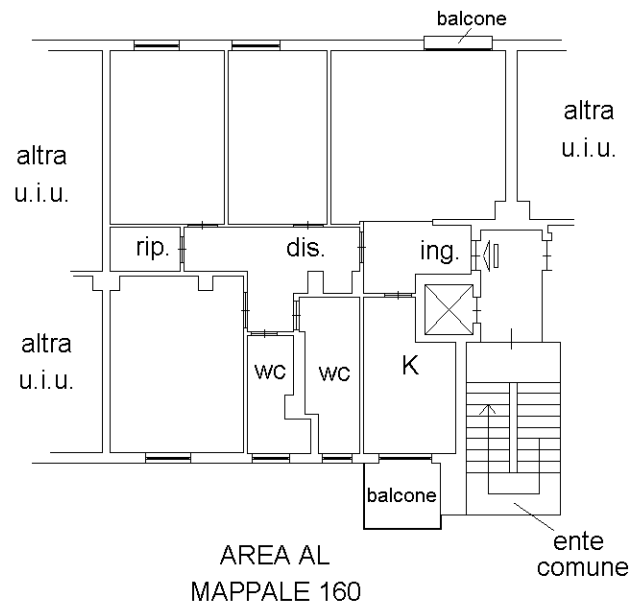 balcone
altra
u.i.u.
altra
u.i.u.
rip.
dis.
ing.
altra
u.i.u.
wc
wc
K
balcone
ente
comune
AREA AL
MAPPALE 160